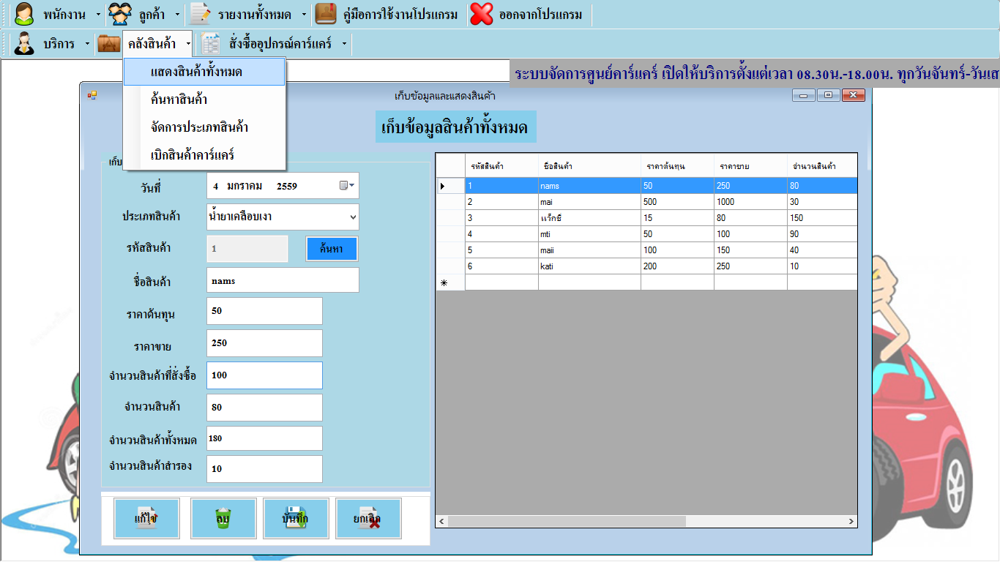 พนักงาน ลูกค้า รายงานทั้งหมด คู่มือการใช้งานโปรแกรม ออกจากโปรแกรม
บริการ คลังสินค้า สั่งซื้ออุปกรณ์คาร์แคร์
แสดงสินค้าทั้งหมด
ค้นหาสินค้า
จัดการประเภทสินค้า
เบิกสินค้าคาร์แคร์
ระบบจัดการศูนย์คาร์แคร์ เปิดให้บริการตั้งแต่เวลา 08.30น.-18.00น. ทุกวันจันทร์-วันเส
เก็บข้อมูลและแสดงสินค้า
เก็บข้อมูลสินค้าทั้งหมด
เก็บ
วันที่ 4 มกราคม 2559
ประเภทสินค้า น้ำยาเคลือบเงา
รหัสสินค้า 1 ค้นหา
ชื่อสินค้า nams
ราคาต้นทุน 50
ราคาขาย 250
จำนวนสินค้าที่สั่งซื้อ 100
จำนวนสินค้า 80
จำนวนสินค้าทั้งหมด 180
จำนวนสินค้าสำรอง 10
แก้ไข ลบ บันทึก ยกเลิก
รหัสสินค้า ชื่อสินค้า ราคาต้นทุน ราคาขาย จำนวนสินค้า
1 nams 50 250 80
2 mai 500 1000 30
3 แว็กซ์ 15 80 150
4 mti 50 100 90
5 maii 100 150 40
6 kati 200 250 10